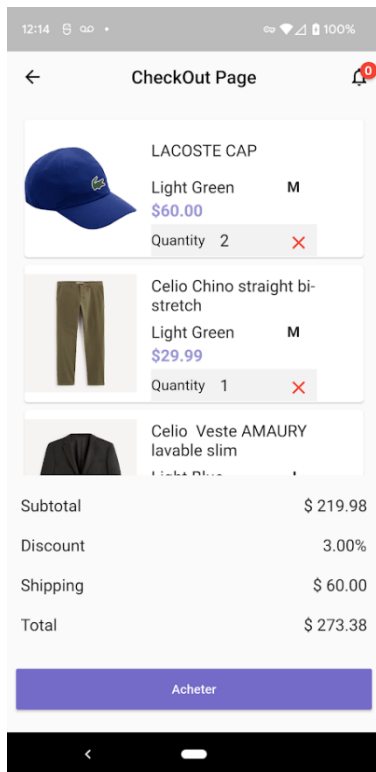 12:14 100%
CheckOut Page 0
LACOSTE CAP
Light Green M
$60.00
Quantity 2
Celio Chino straight bi-
stretch
Light Green M
$29.99
Quantity 1
Celio Veste AMAURY
lavable slim
Light Blue
Subtotal $ 219.98
Discount 3.00%
Shipping $ 60.00
Total $ 273.38
Acheter